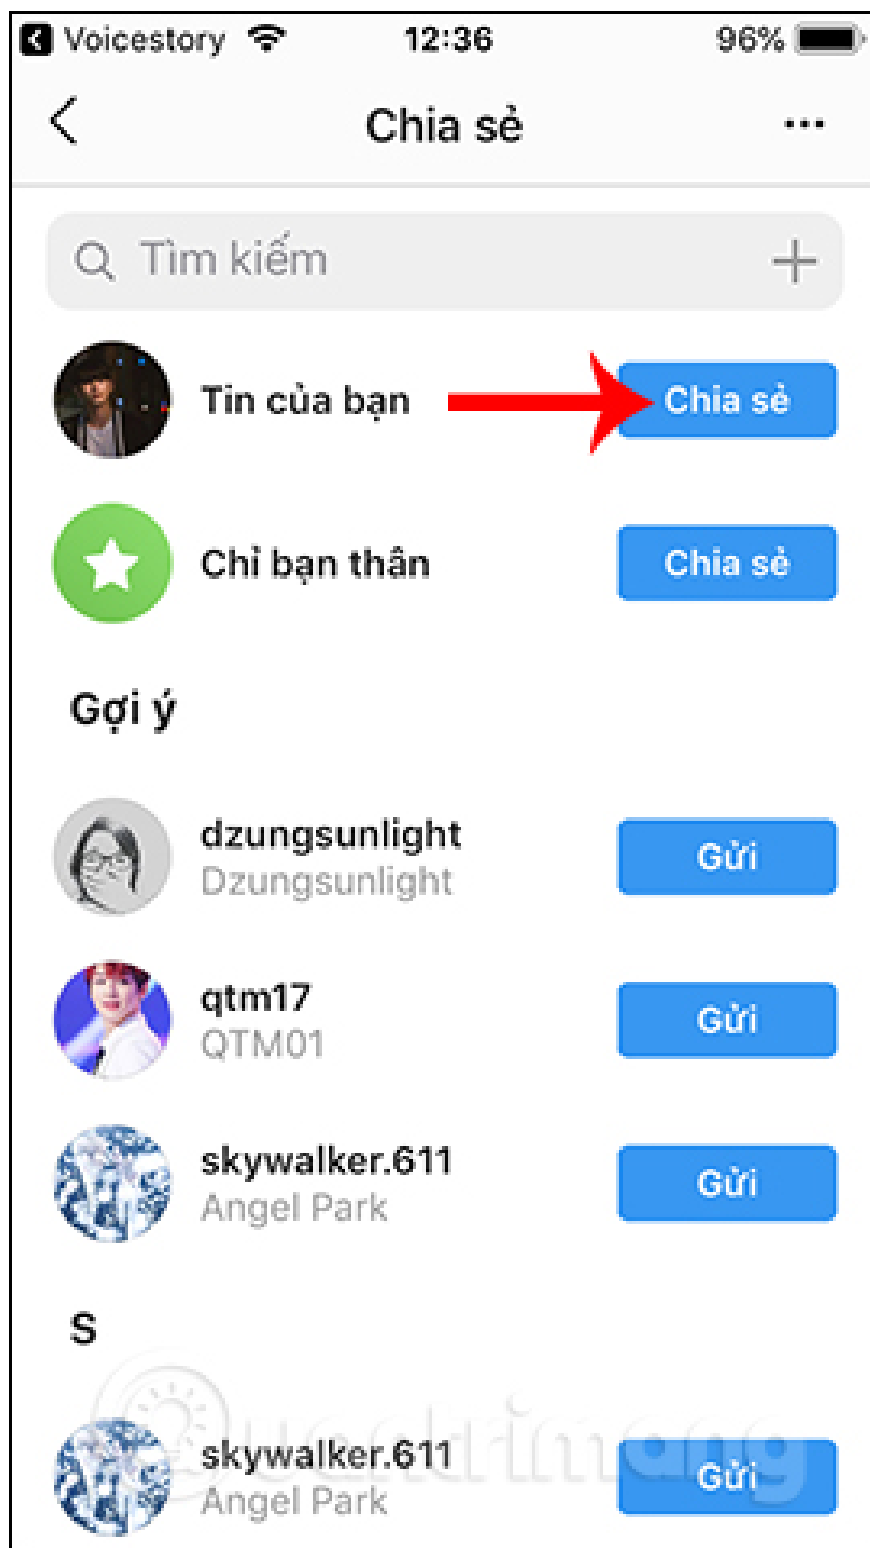 Voicestory 12:36 96%
Chia sẻ
Tìm kiếm
Tin của bạn Chia sẻ
Chỉ bạn thân Chia sẻ
Gợi ý
dzungsunlight
Dzungsunlight
Gửi
qtm17
QTM01
Gửi
skywalker.611
Angel Park
Gửi
S
skywalker.611
Angel Park
Gửi
Quantrimang